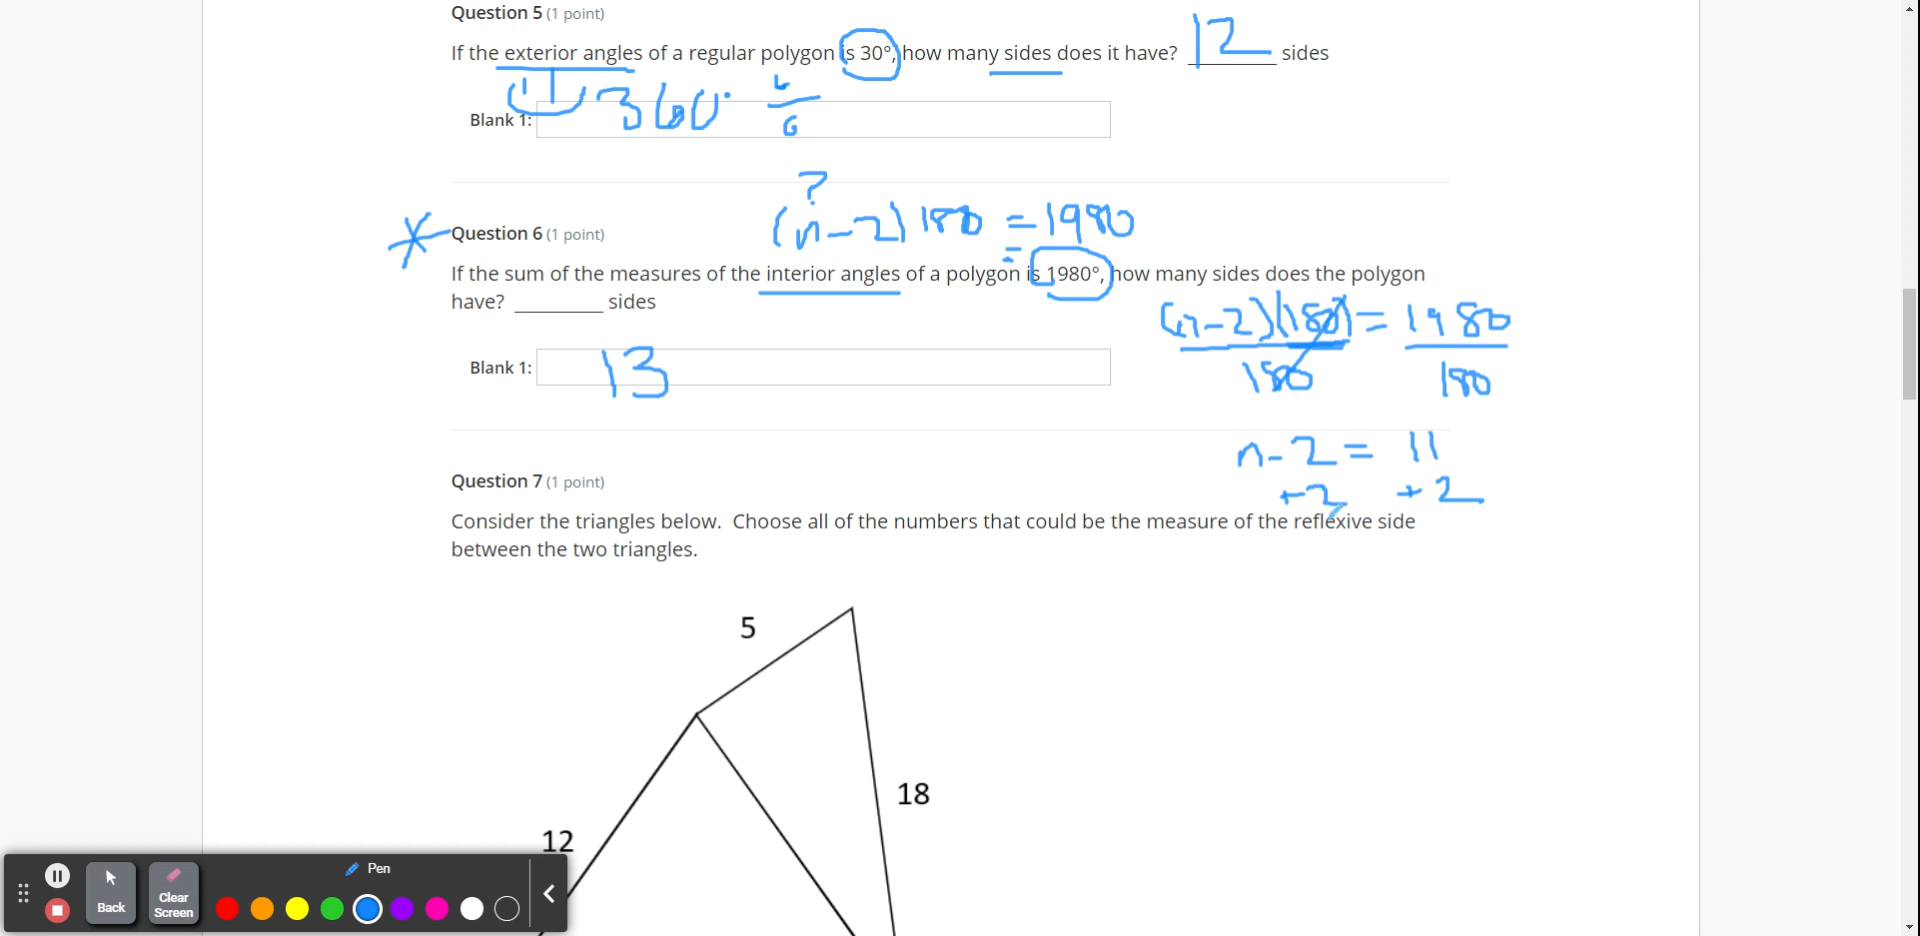 Question 5 (1 point)
If the exterior angles of a regular polygon is 30°, how many sides does it have? 12 sides
360°
6
Blank 1:
?
(n-2) 180 = 1980
Question 6 (1 point)
If the sum of the measures of the interior angles of a polygon is 1980°, how many sides does the polygon
have? ________ sides
(n-2)(180) = 1980
180 180
Blank 1: 13
n-2 = 11
+2 +2
Question 7 (1 point)
Consider the triangles below. Choose all of the numbers that could be the measure of the reflexive side
between the two triangles.
5
18
12
Pen
Back
Clear
Screen